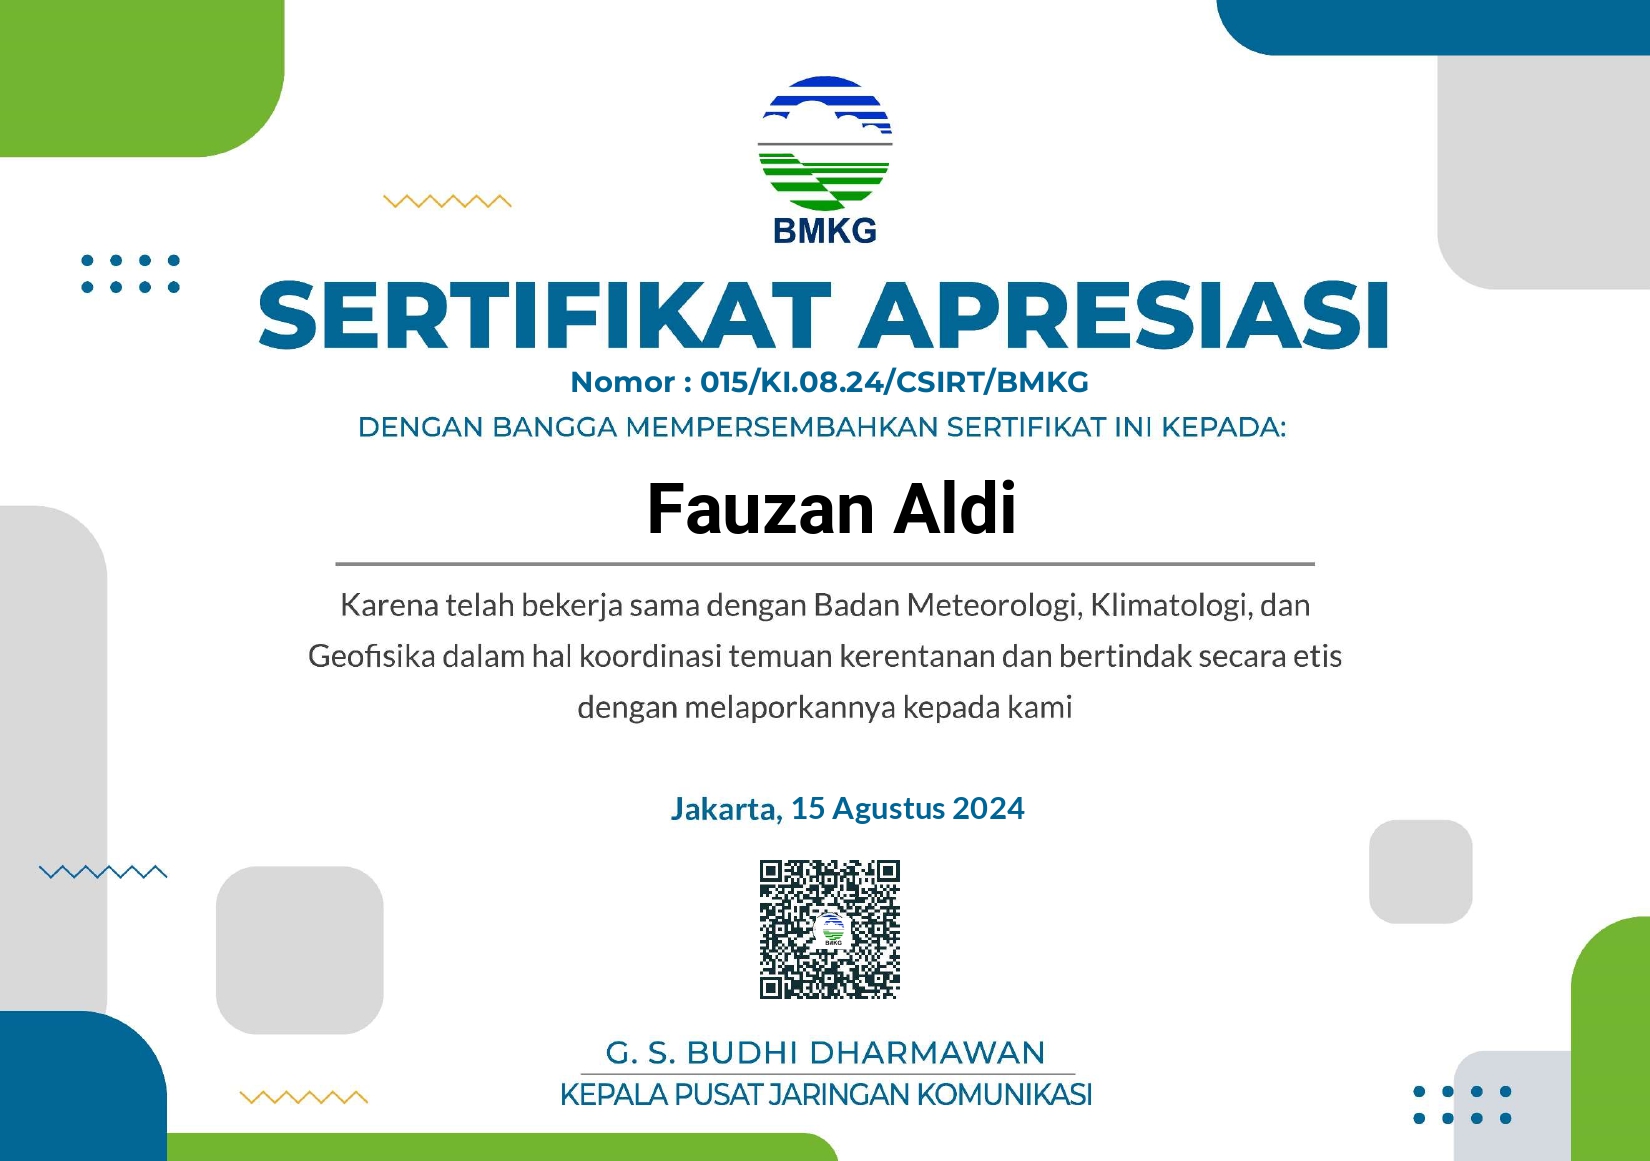 BMKG
SERTIFIKAT APRESIASI
Nomor : 015/KI.08.24/CSIRT/BMKG
DENGAN BANGGA MEMPERSEMBAHKAN SERTIFIKAT INI KEPADA:
Fauzan Aldi
Karena telah bekerja sama dengan Badan Meteorologi, Klimatologi, dan
Geofisika dalam hal koordinasi temuan kerentanan dan bertindak secara etis
dengan melaporkannya kepada kami
Jakarta, 15 Agustus 2024
BMKG
G. S. BUDHI DHARMAWAN
KEPALA PUSAT JARINGAN KOMUNIKASI